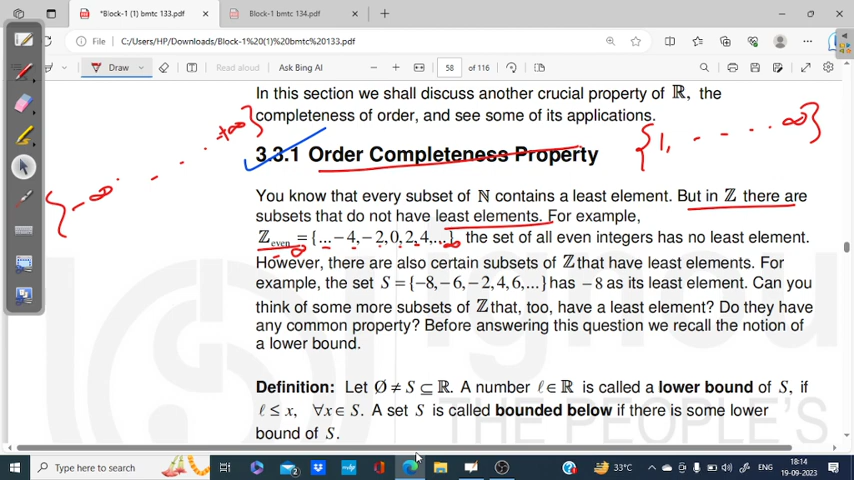 *Block-1 (1) bmtc 133.pdf
Block-1 bmtc 134.pdf
File C:/Users/HP/Downloads/Block-1%20(1)%20bmtc%20133.pdf
Draw Read aloud Ask Bing AI 58 of 116
In this section we shall discuss another crucial property of ℝ, the
completeness of order, and see some of its applications.
+∞}
{1, ... ∞}
3.3.1 Order Completeness Property
{-∞
You know that every subset of ℕ contains a least element. But in ℤ there are
subsets that do not have least elements. For example,
ℤeven = {...− 4, − 2, 0, 2, 4,...}, the set of all even integers has no least element.
-∞ ∞
However, there are also certain subsets of ℤ that have least elements. For
example, the set S = {−8, −6, −2, 4, 6, ...} has −8 as its least element. Can you
think of some more subsets of ℤ that, too, have a least element? Do they have
any common property? Before answering this question we recall the notion of
a lower bound.
Definition: Let Ø ≠ S ⊆ ℝ. A number ℓ ∈ ℝ is called a lower bound of S, if
ℓ ≤ x, ∀x ∈ S. A set S is called bounded below if there is some lower
bound of S.
ignou
THE PEOPLE'S
Type here to search
33°C
ENG
18:14
19-09-2023